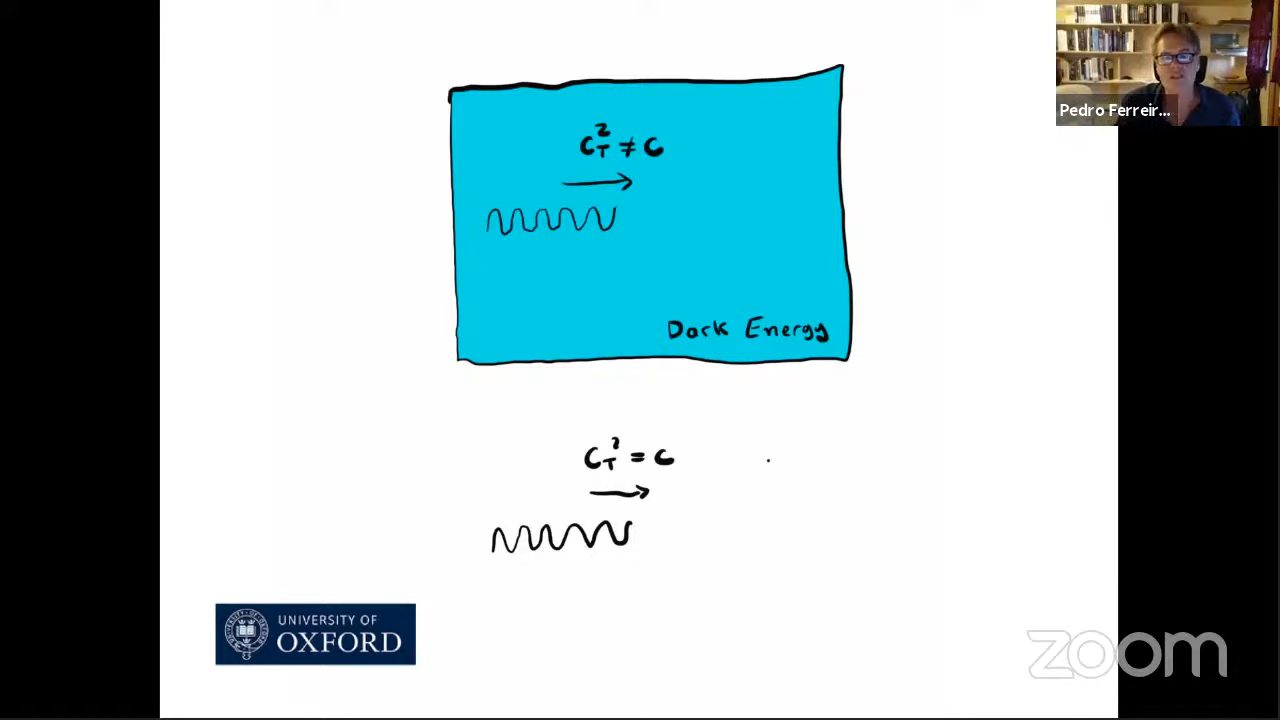 Pedro Ferreir...
C_T^2 ≠ C
Dark Energy
C_T^2 = C
UNIVERSITY OF
OXFORD
zoom